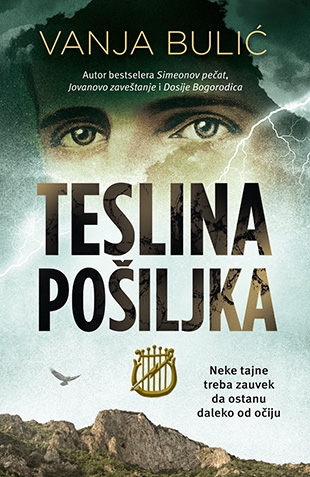 VANJA BULIĆ
Autor bestselera Simeonov pečat,
Jovanovo zaveštanje i Dosije Bogorodica
TESLINA
POŠILJKA
Neke tajne
treba zauvek
da ostanu
daleko od očiju